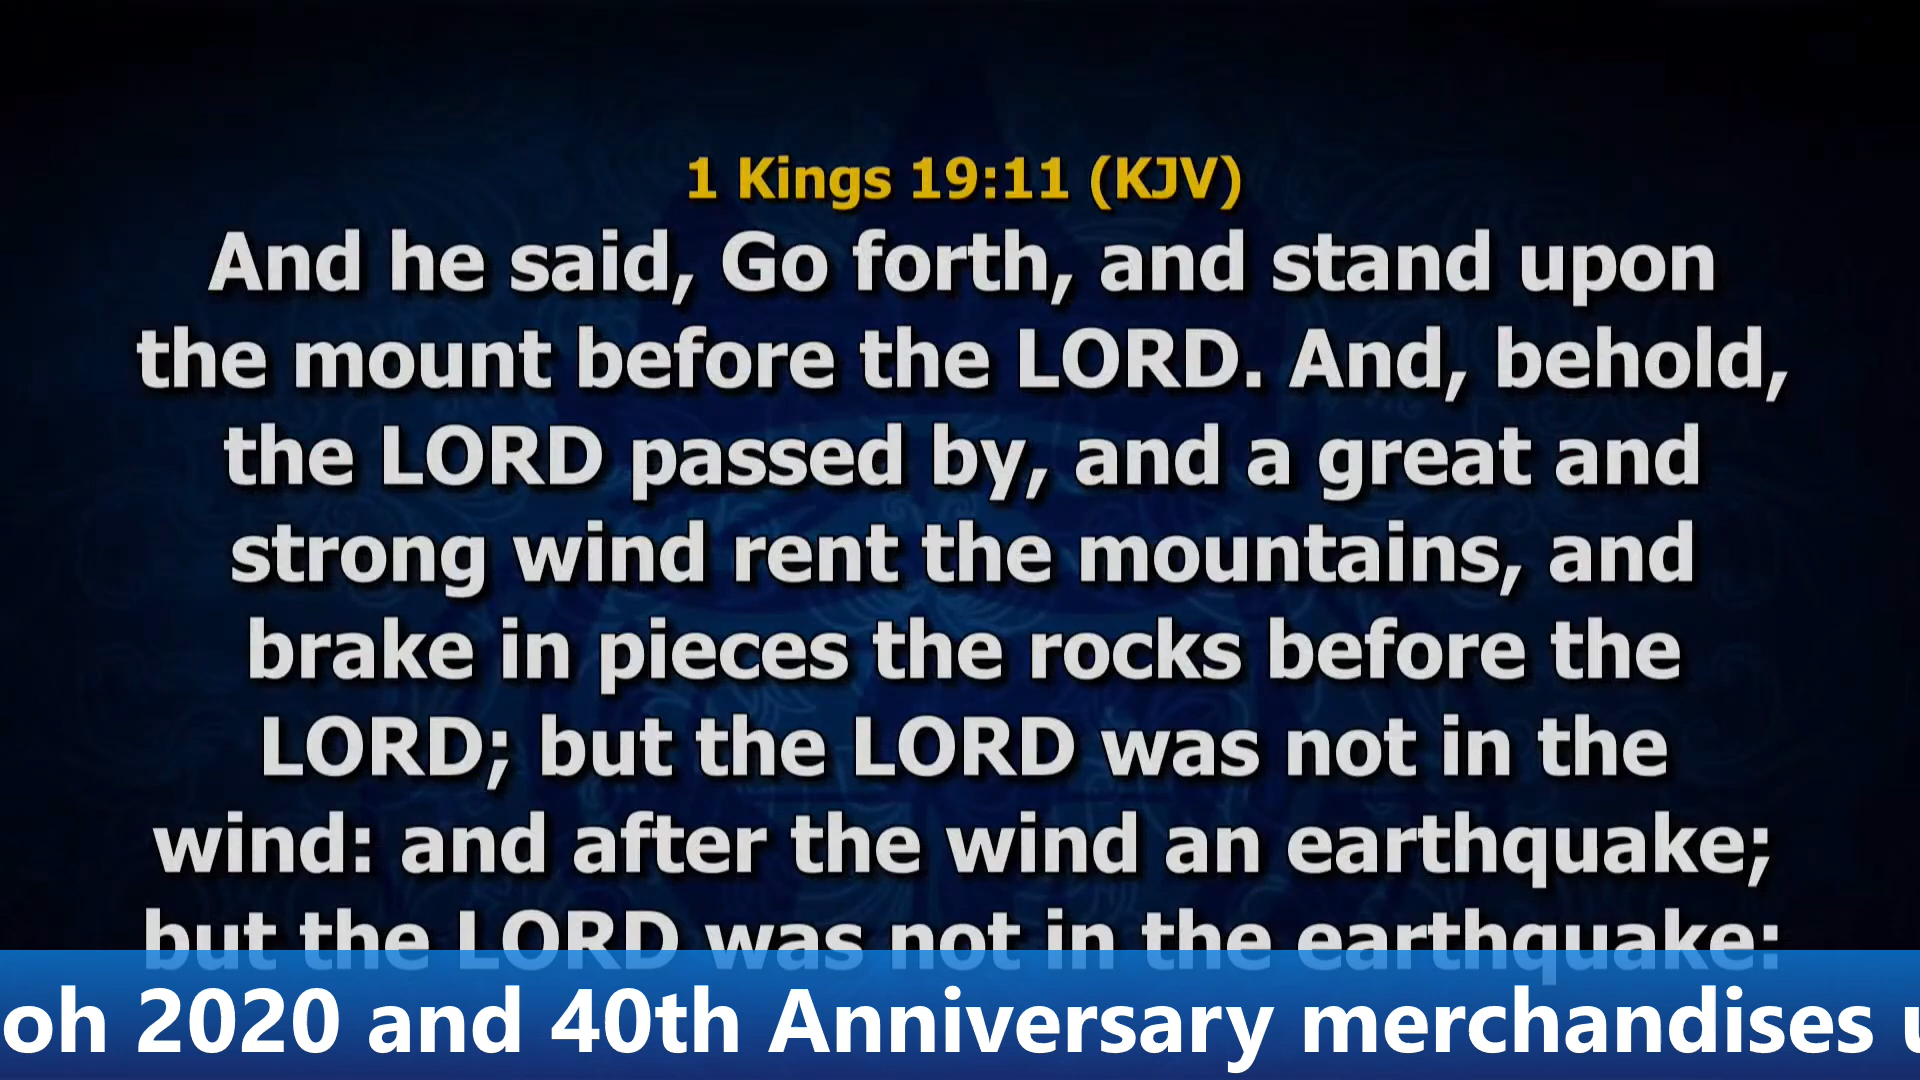 1 Kings 19:11 (KJV)
And he said, Go forth, and stand upon
the mount before the LORD. And, behold,
the LORD passed by, and a great and
strong wind rent the mountains, and
brake in pieces the rocks before the
LORD; but the LORD was not in the
wind: and after the wind an earthquake;
but the LORD was not in the earthquake:
oh 2020 and 40th Anniversary merchandises u